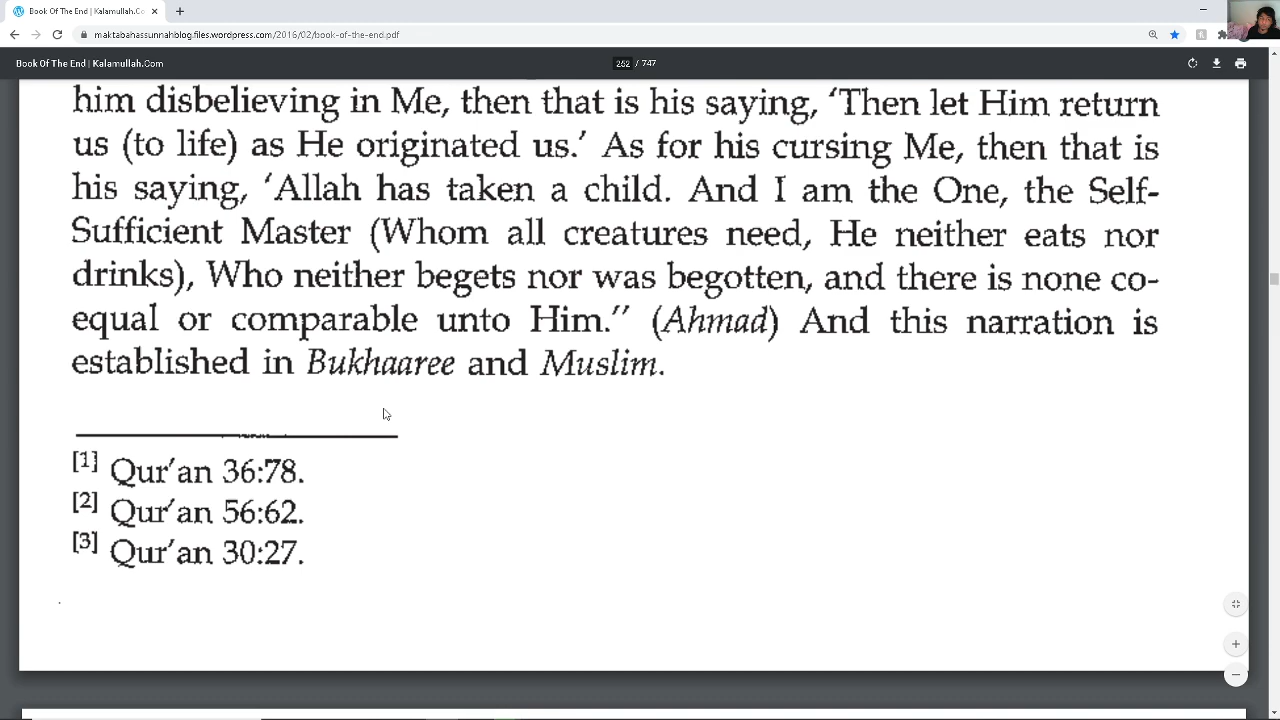 Book Of The End | Kalamullah.Co
maktabahassunnahblog.files.wordpress.com/2016/02/book-of-the-end.pdf
Book Of The End | Kalamullah.Com
262 / 747
him disbelieving in Me, then that is his saying, ‘Then let Him return
us (to life) as He originated us.’ As for his cursing Me, then that is
his saying, ‘Allah has taken a child. And I am the One, the Self-
Sufficient Master (Whom all creatures need, He neither eats nor
drinks), Who neither begets nor was begotten, and there is none co-
equal or comparable unto Him.” (Ahmad) And this narration is
established in Bukhaaree and Muslim.
[1] Qur’an 36:78.
[2] Qur’an 56:62.
[3] Qur’an 30:27.